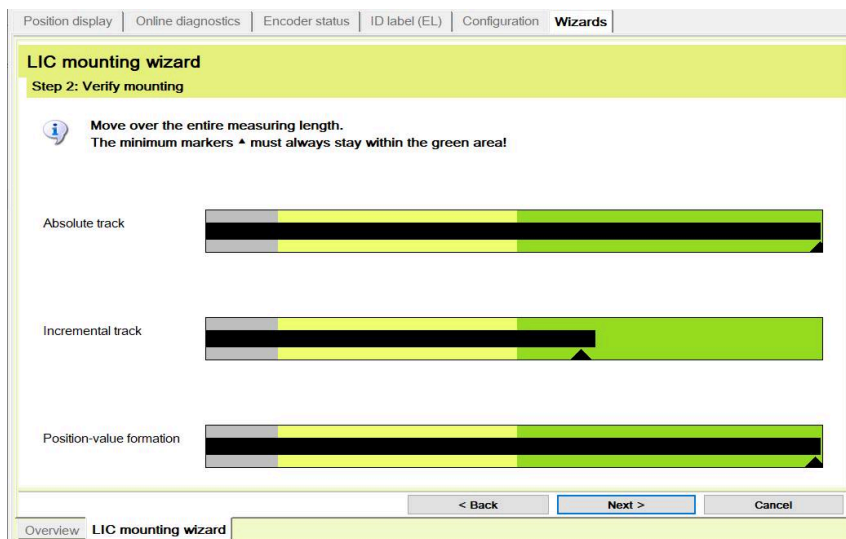 Position display Online diagnostics Encoder status ID label (EL) Configuration Wizards
LIC mounting wizard
Step 2: Verify mounting
Move over the entire measuring length.
The minimum markers ▲ must always stay within the green area!
Absolute track
Incremental track
Position-value formation
< Back Next > Cancel
Overview LIC mounting wizard